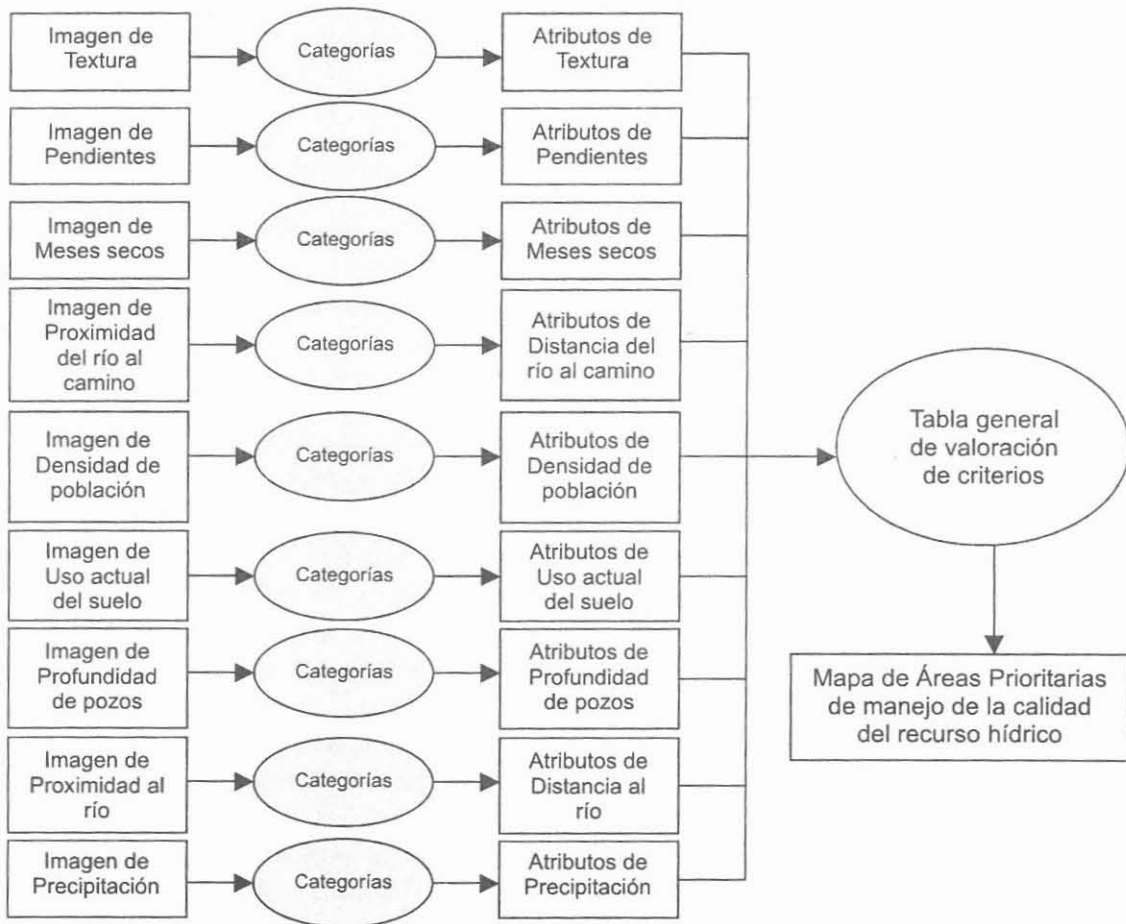 Imagen de
Textura
Categorías
Atributos de
Textura
Imagen de
Pendientes
Categorías
Atributos de
Pendientes
Imagen de
Meses secos
Categorías
Atributos de
Meses secos
Imagen de
Proximidad
del río al
camino
Categorías
Atributos de
Distancia del
río al camino
Imagen de
Densidad de
población
Categorías
Atributos de
Densidad de
población
Imagen de
Uso actual
del suelo
Categorías
Atributos de
Uso actual
del suelo
Imagen de
Profundidad
de pozos
Categorías
Atributos de
Profundidad
de pozos
Imagen de
Proximidad al
río
Categorías
Atributos de
Distancia al
río
Imagen de
Precipitación
Categorías
Atributos de
Precipitación
Tabla general
de valoración
de criterios
Mapa de Áreas Prioritarias
de manejo de la calidad
del recurso hídrico